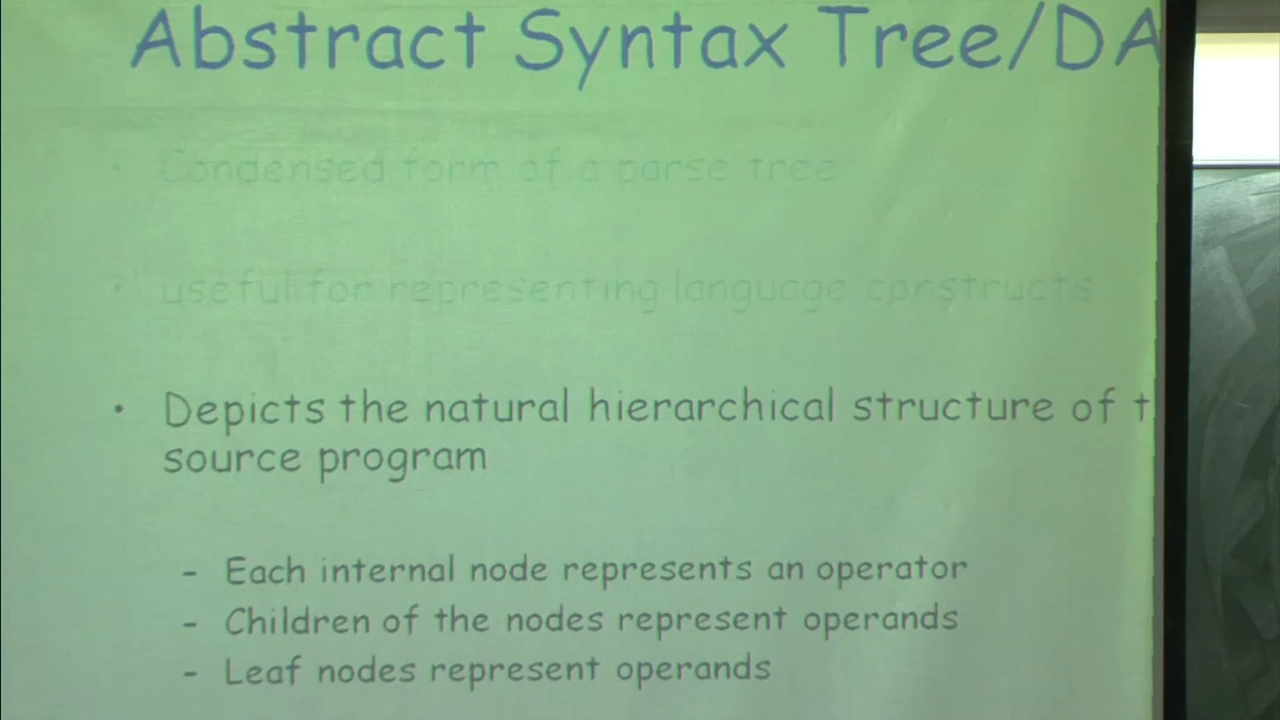 Abstract Syntax Tree/DA
• Condensed form of a parse tree
• useful for representing language constructs
• Depicts the natural hierarchical structure of t
source program
- Each internal node represents an operator
- Children of the nodes represent operands
- Leaf nodes represent operands